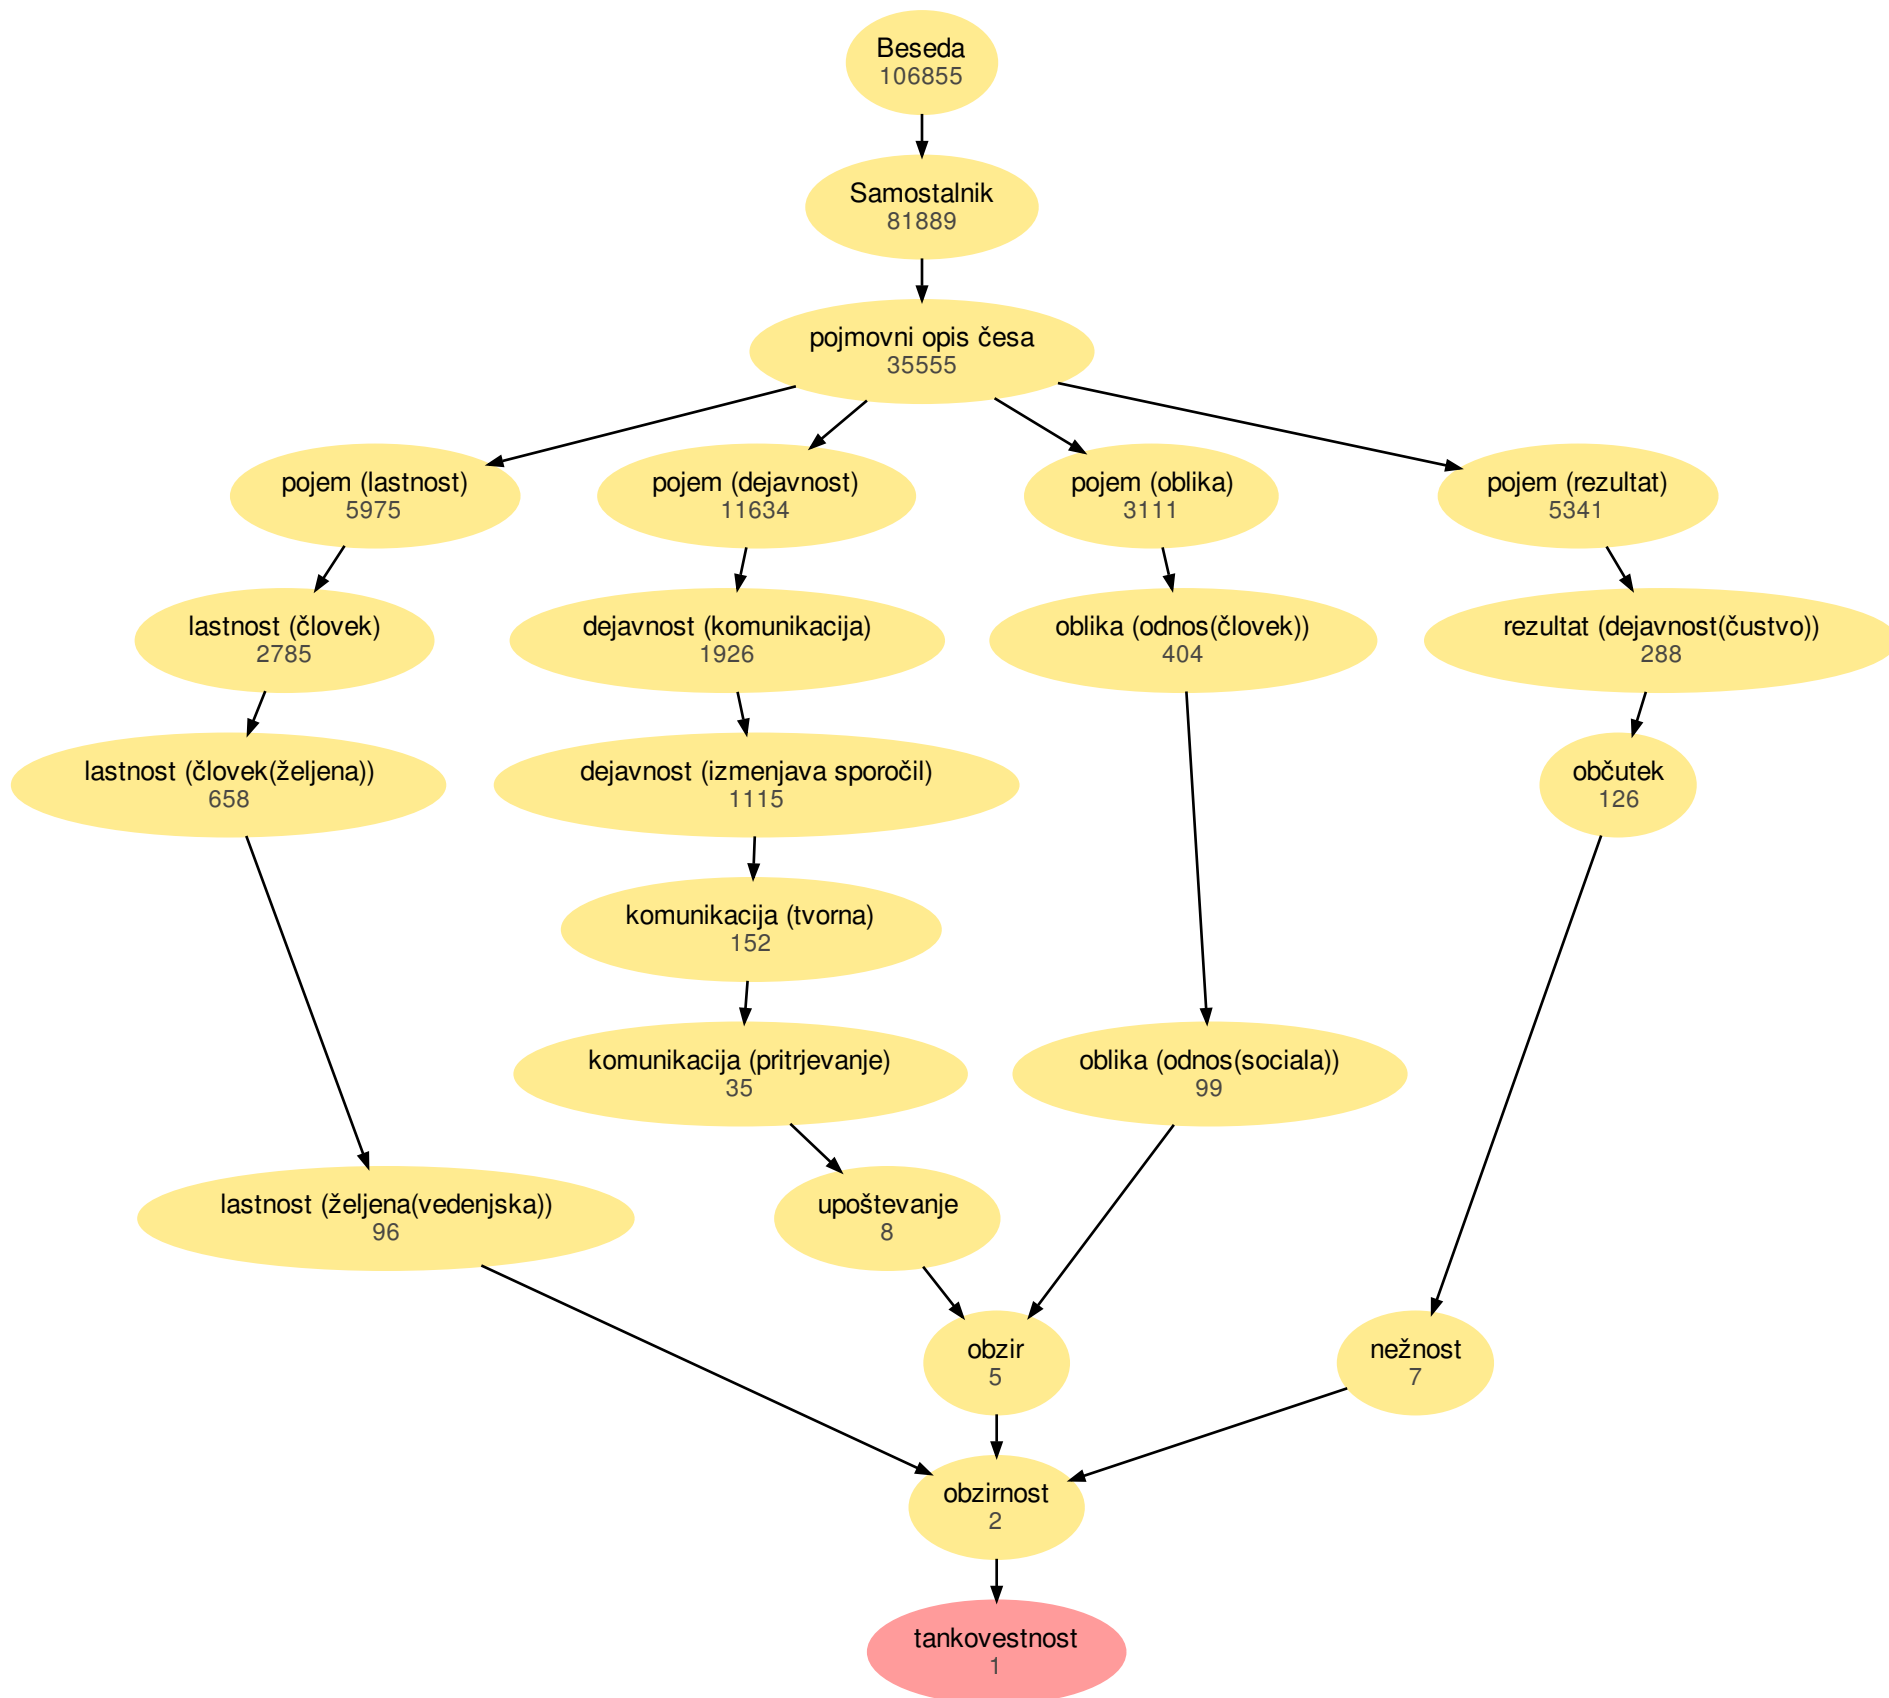 Beseda
106855
Samostalnik
81889
pojmovni opis česa
35555
pojem (lastnost)
5975
pojem (dejavnost)
11634
pojem (oblika)
3111
pojem (rezultat)
5341
lastnost (človek)
2785
dejavnost (komunikacija)
1926
oblika (odnos(človek))
404
rezultat (dejavnost(čustvo))
288
lastnost (človek(željena))
658
dejavnost (izmenjava sporočil)
1115
občutek
126
komunikacija (tvorna)
152
komunikacija (pritrjevanje)
35
oblika (odnos(sociala))
99
lastnost (željena(vedenjska))
96
upoštevanje
8
obzir
5
nežnost
7
obzirnost
2
tankovestnost
1